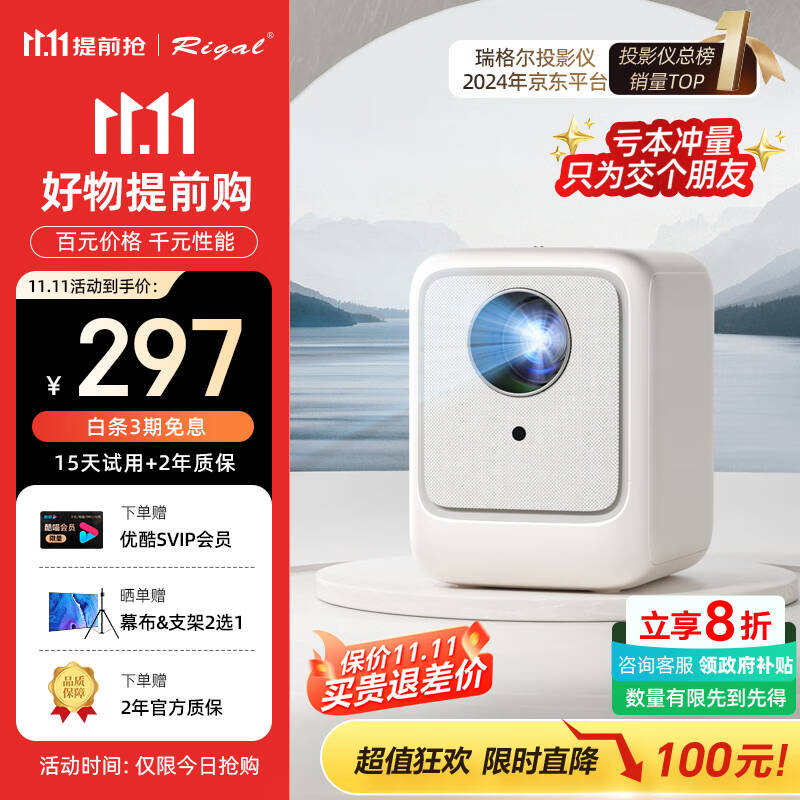 11.11提前抢
Rigal®
瑞格尔投影仪
2024年京东平台
投影仪总榜
销量TOP
1
11.11
好物提前购
百元价格 千元性能
亏本冲量
只为交个朋友
11.11活动到手价:
¥297
白条3期免息
15天试用+2年质保
下单赠
优酷SVIP会员
酷喵会员
限量
晒单赠
幕布&支架2选1
下单赠
2年官方质保
品质
保障
活动时间: 仅限今日抢购
保价11.11
买贵退差价
立享8折
咨询客服 领政府补贴
数量有限先到先得
超值狂欢 限时直降
100元!